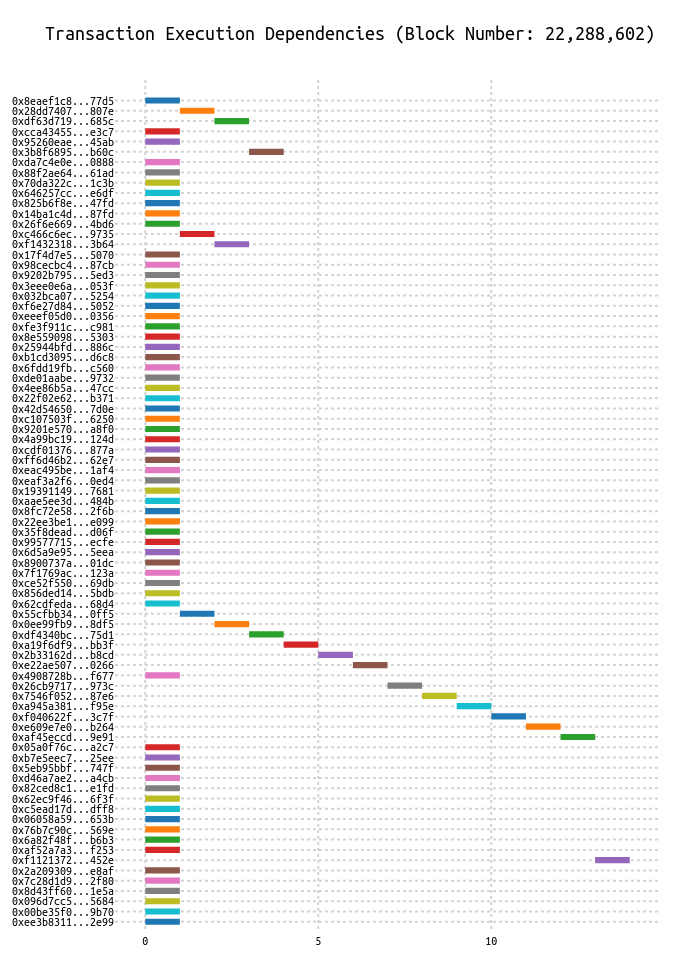 Transaction Execution Dependencies (Block Number: 22,288,602)
0x8eaef1c8...77d5
0x28dd7407...807e
0xdf63d719...685c
0xcca43455...e3c7
0x95260eae...45ab
0x3b8f6895...b60c
0xda7c4e0e...0888
0x88f2ae64...61ad
0x70da322c...1c3b
0x646257cc...e6df
0x825b6f8e...47fd
0x14ba1c4d...87fd
0x26f6e669...4bd6
0xc466c6ec...9735
0xf1432318...3b64
0x17f4d7e5...5070
0x98cecbc4...87cb
0x9202b795...5ed3
0x3eee0e6a...053f
0x032bca07...5254
0xf6e27d84...5052
0xeeef05d0...0356
0xfe3f911c...c981
0x8e559098...5303
0x25944bfd...886c
0xb1cd3095...d6c8
0x6fdd19fb...c560
0xde01aabe...9732
0x4ee86b5a...47cc
0x22f02e62...b371
0x42d54650...7d0e
0xc107503f...6250
0x9201e570...a8f0
0x4a99bc19...124d
0xcdf01376...877a
0xff6d46b2...62e7
0xeac495be...1af4
0xeaf3a2f6...0ed4
0x19391149...7681
0xaae5ee3d...484b
0x8fc72e58...2f6b
0x22ee3be1...e099
0x35f8dead...d06f
0x99577715...ecfe
0x6d5a9e95...5eea
0x8900737a...01dc
0x7f1769ac...123a
0xce52f550...69db
0x856ded14...5bdb
0x62cdfeda...68d4
0x55cfbb34...0ff5
0x0ee99fb9...8df5
0xdf4340bc...75d1
0xa19f6df9...bb3f
0x2b33162d...b8cd
0xe22ae507...0266
0x4908728b...f677
0x26cb9717...973c
0x7546f052...87e6
0xa945a381...f95e
0xf040622f...3c7f
0xe609e7e0...b264
0xaf45eccd...9e91
0x05a0f76c...a2c7
0xb7e5eec7...25ee
0x5eb95bbf...747f
0xd46a7ae2...a4cb
0x82ced8c1...e1fd
0x62ec9f46...6f3f
0xc5ead17d...dff8
0x06058a59...653b
0x76b7c90c...569e
0x6a82f48f...b6b3
0xaf52a7a3...f253
0xf1121372...452e
0x2a209309...e8af
0x7c28d1d9...2f80
0x8d43ff60...1e5a
0x096d7cc5...5684
0x00be35f0...9b70
0xee3b8311...2e99
0 5 10